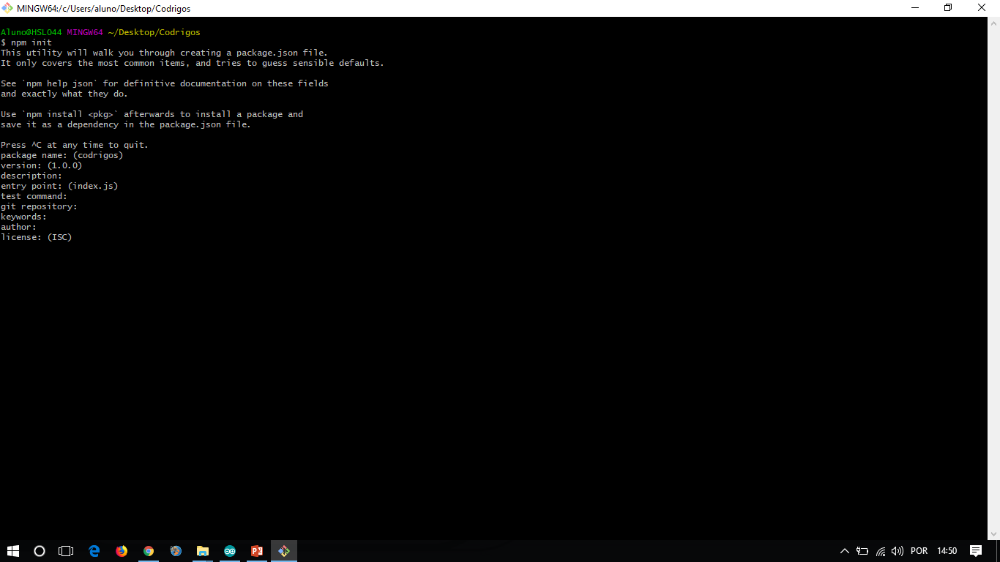 MINGW64:/c/Users/aluno/Desktop/Codrigos
Aluno@HSL044 MINGW64 ~/Desktop/Codrigos
$ npm init
This utility will walk you through creating a package.json file.
It only covers the most common items, and tries to guess sensible defaults.
See `npm help json` for definitive documentation on these fields
and exactly what they do.
Use `npm install <pkg>` afterwards to install a package and
save it as a dependency in the package.json file.
Press ^C at any time to quit.
package name: (codrigos)
version: (1.0.0)
description:
entry point: (index.js)
test command:
git repository:
keywords:
author:
license: (ISC)
POR 14:50